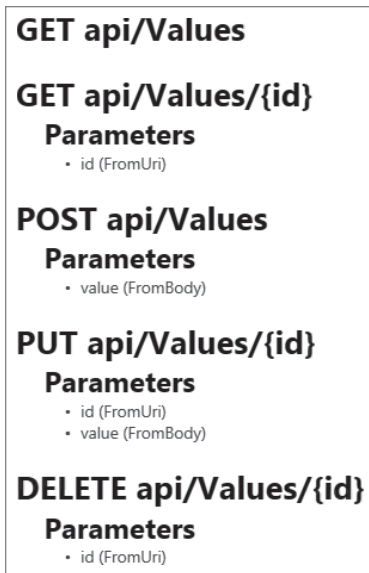 GET api/Values
GET api/Values/{id}
Parameters
• id (FromUri)
POST api/Values
Parameters
• value (FromBody)
PUT api/Values/{id}
Parameters
• id (FromUri)
• value (FromBody)
DELETE api/Values/{id}
Parameters
• id (FromUri)